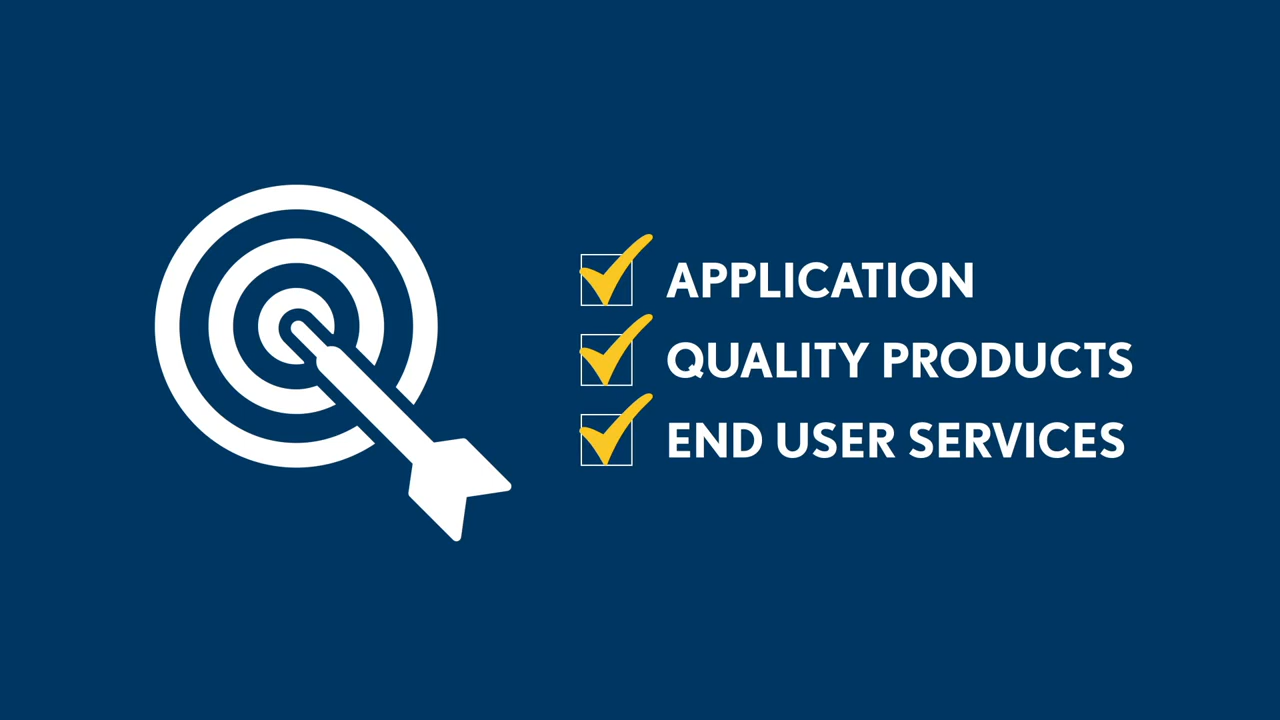 APPLICATION
QUALITY PRODUCTS
END USER SERVICES